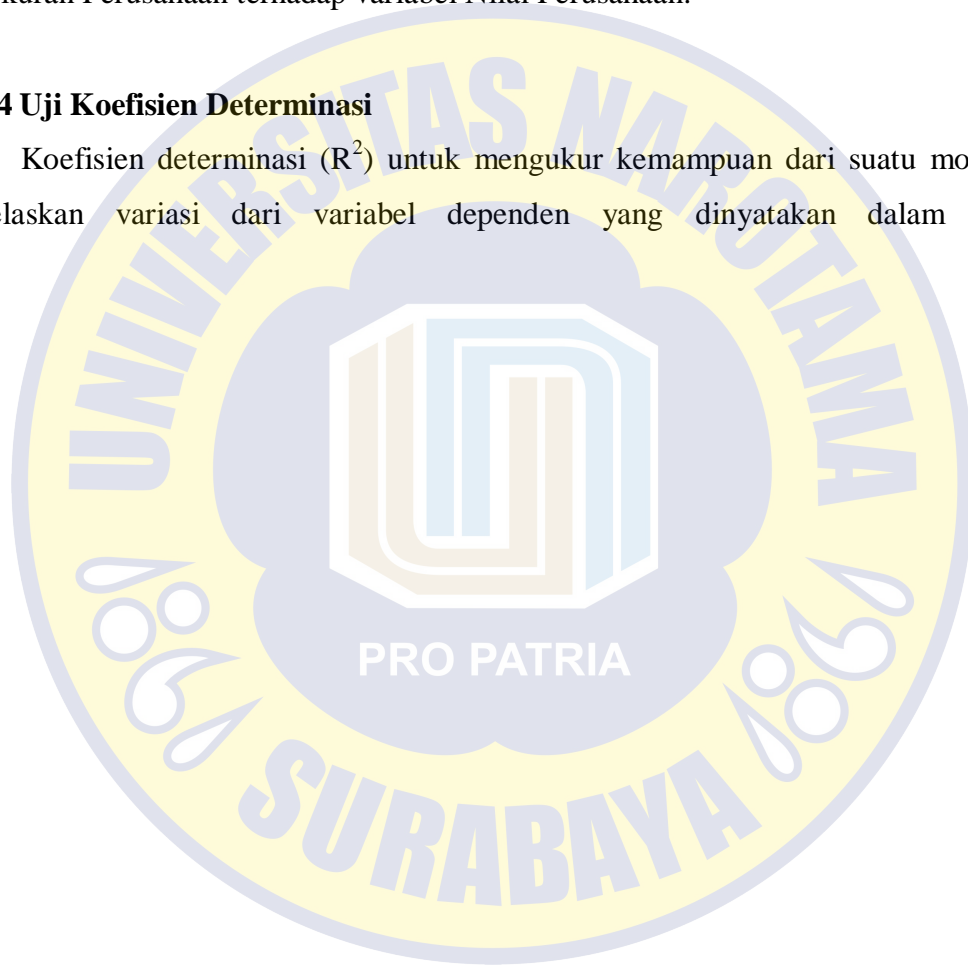 kuran Perusahaan terhadap variabel Nilai Perusahaan.
4 Uji Koefisien Determinasi
Koefisien determinasi (R²) untuk mengukur kemampuan dari suatu mo
elaskan variasi dari variabel dependen yang dinyatakan dalam
UNIVERSITAS NAROTAMA
PRO PATRIA
SURABAYA